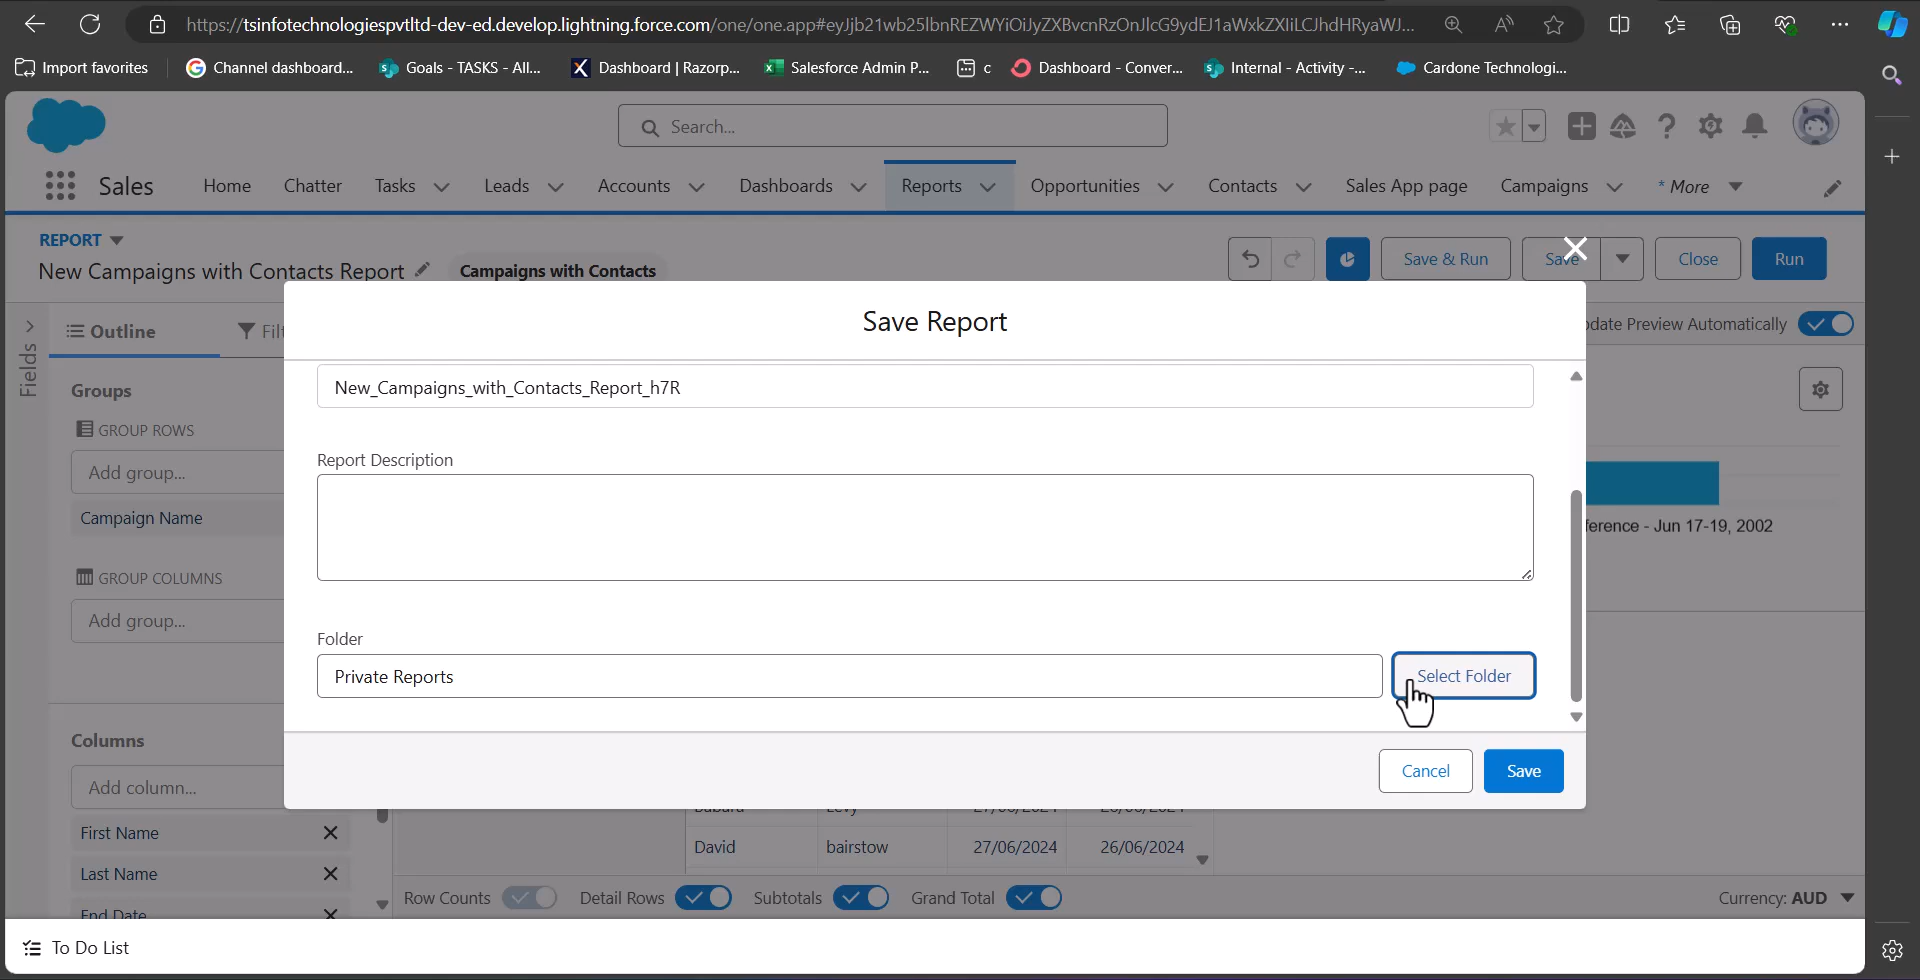 https://tsinfotechnologiespvtltd-dev-ed.develop.lightning.force.com/one/one.app#eyJjb21wb25lbnREZWYiOiJyZXBvcnRzOnJlcG9ydEJ1aWxkZXIiLCJhdHRyaWJ...
Import favorites
Channel dashboard...
Goals - TASKS - All...
Dashboard | Razorp...
Salesforce Admin P...
c
Dashboard - Conver...
Internal - Activity -...
Cardone Technologi...
Search...
Sales
Home
Chatter
Tasks
Leads
Accounts
Dashboards
Reports
Opportunities
Contacts
Sales App page
Campaigns
* More
REPORT
New Campaigns with Contacts Report
Campaigns with Contacts
Save & Run
Save
Close
Run
Fields
Outline
Filt
Save Report
pdate Preview Automatically
Groups
GROUP ROWS
Add group...
Campaign Name
GROUP COLUMNS
Add group...
New_Campaigns_with_Contacts_Report_h7R
Report Description
ference - Jun 17-19, 2002
Folder
Private Reports
Select Folder
Cancel
Save
Columns
Add column...
First Name
Last Name
End Date
David bairstow 27/06/2024 26/06/2024
Row Counts
Detail Rows
Subtotals
Grand Total
Currency: AUD
To Do List